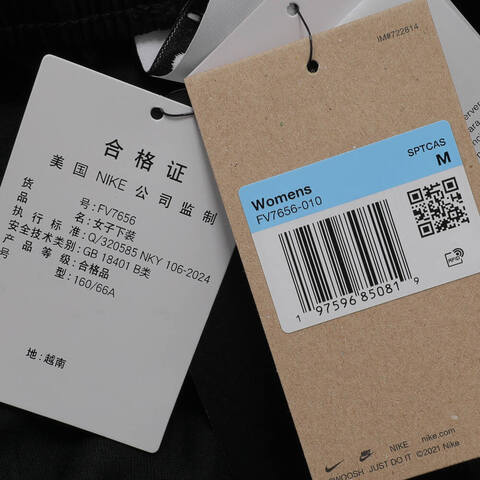 合格证
美国 NIKE 公司监制
货 号: FV7656
品 名: 女子下装
执行标准: Q/320585 NKY 106-2024
安全技术类别: GB 18401 B类
产品等级: 合格品
号 型: 160/66A
地: 越南
IM#722814
SPTCAS
M
Womens
FV7656-010
1 97596 85081 9
RFID
NIKE nike.com
SWOOSH JUST DO IT ©2021 Nike